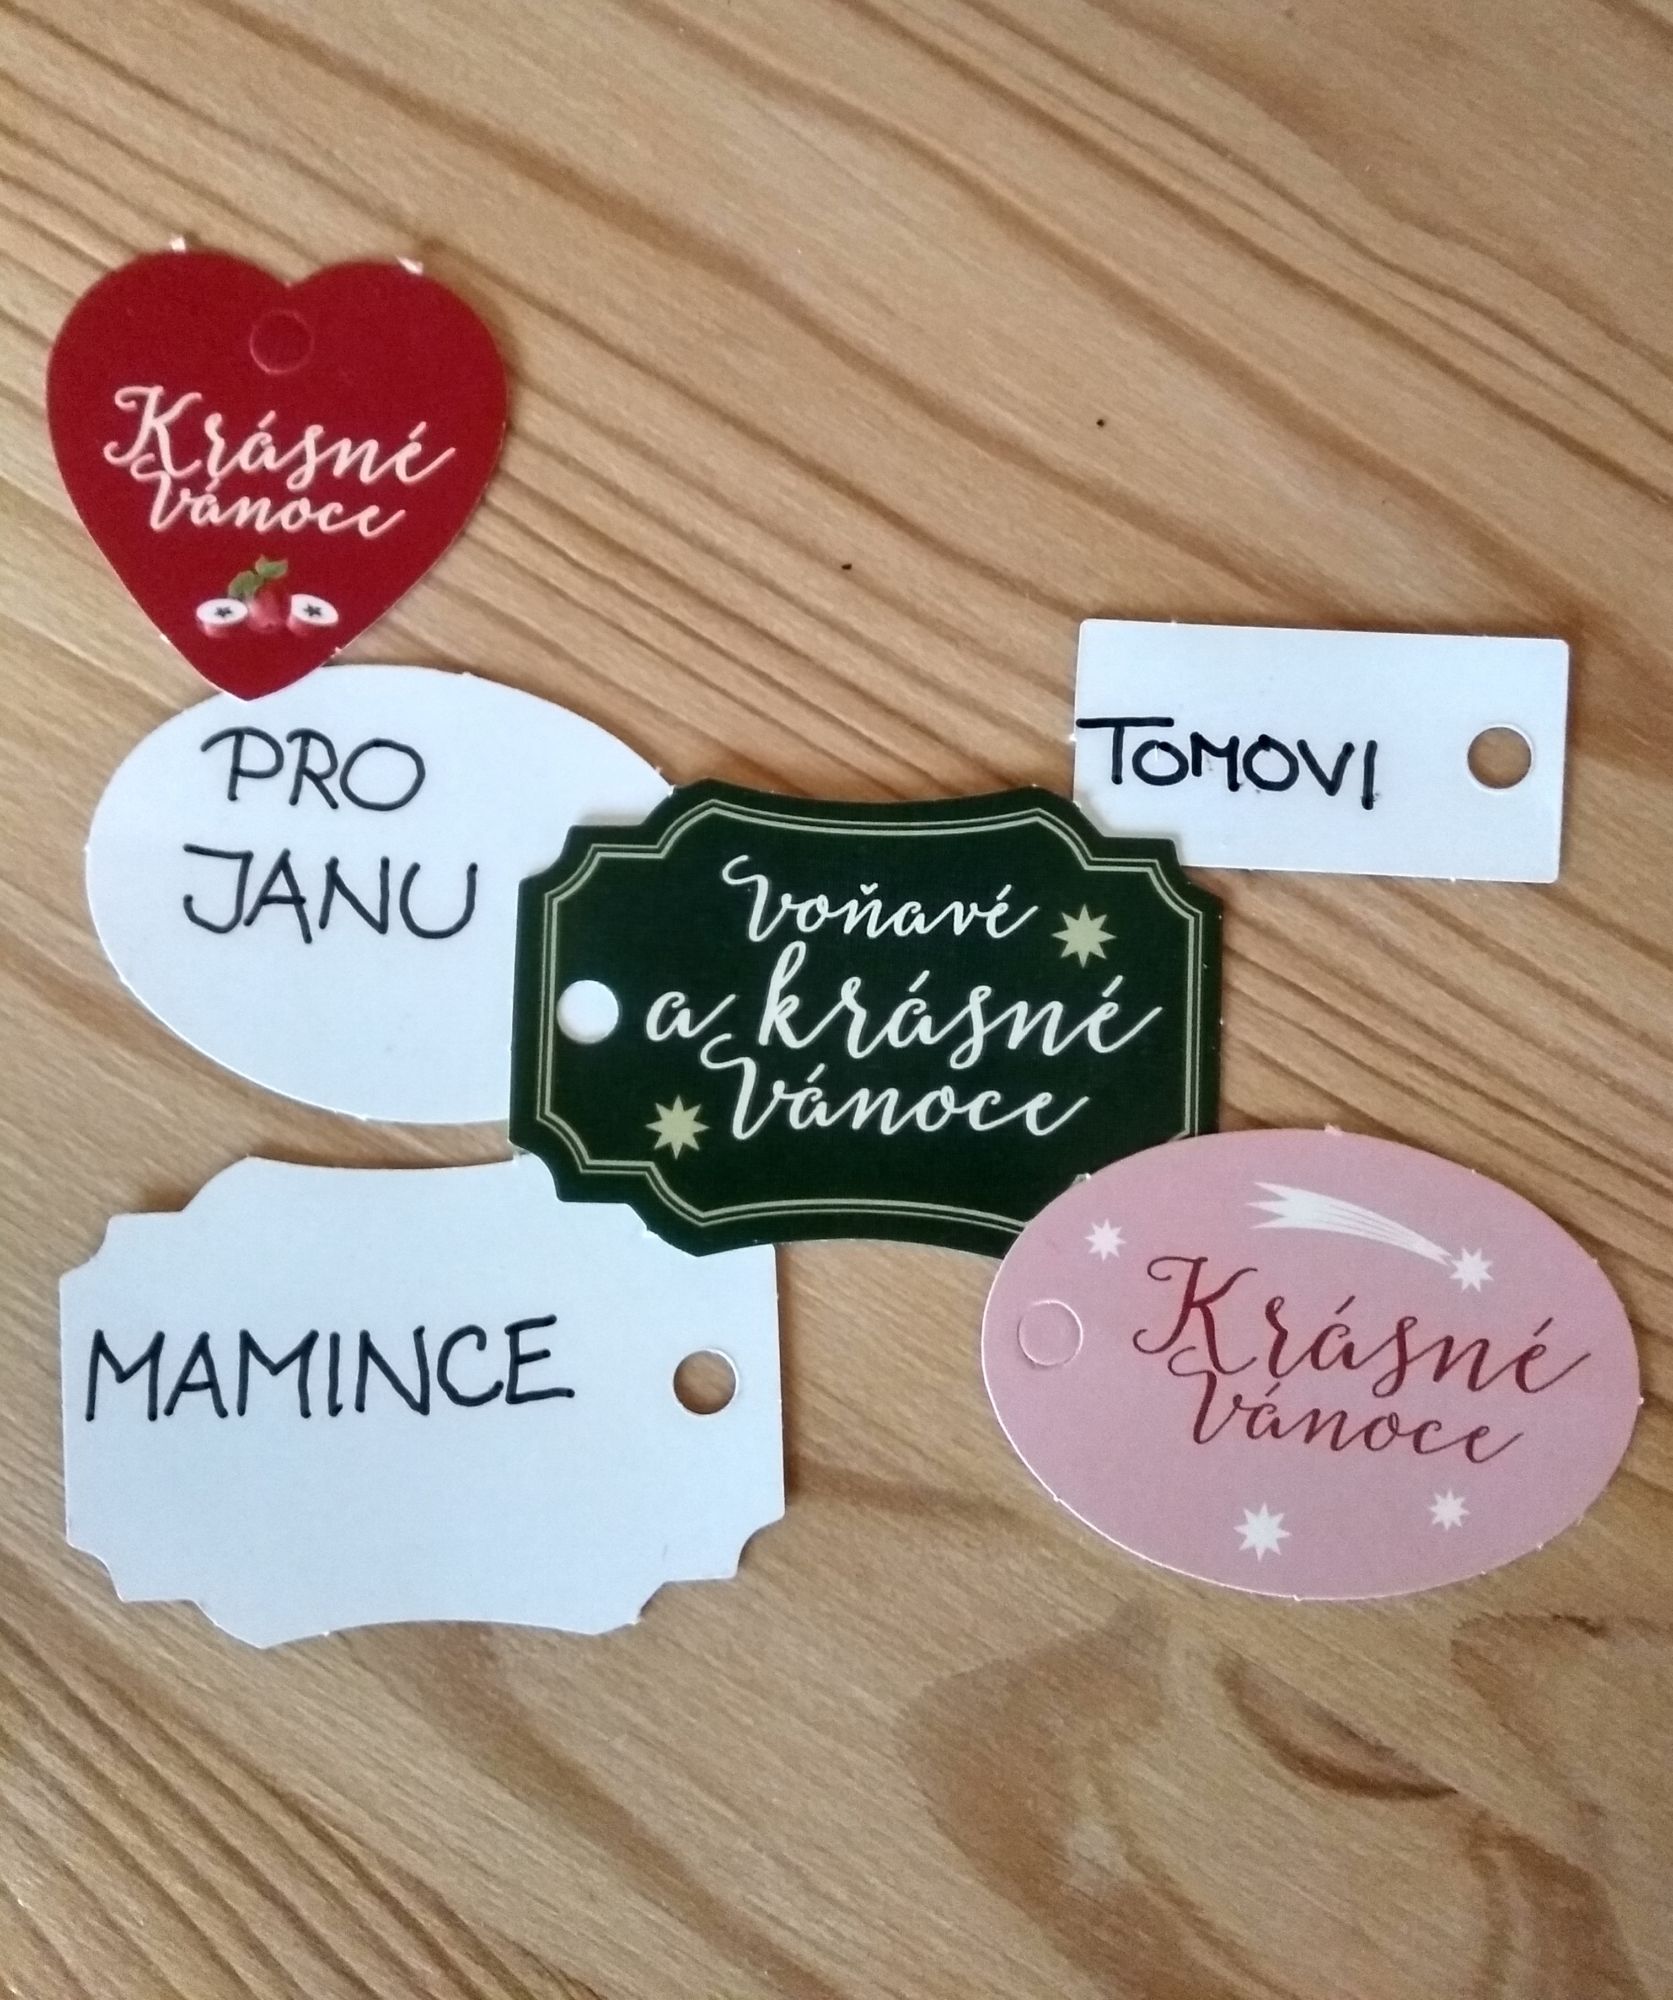 Krásné
Vánoce
PRO
JANU
TOMOVI
Voňavé
a krásné
Vánoce
MAMINCE
Krásné
Vánoce